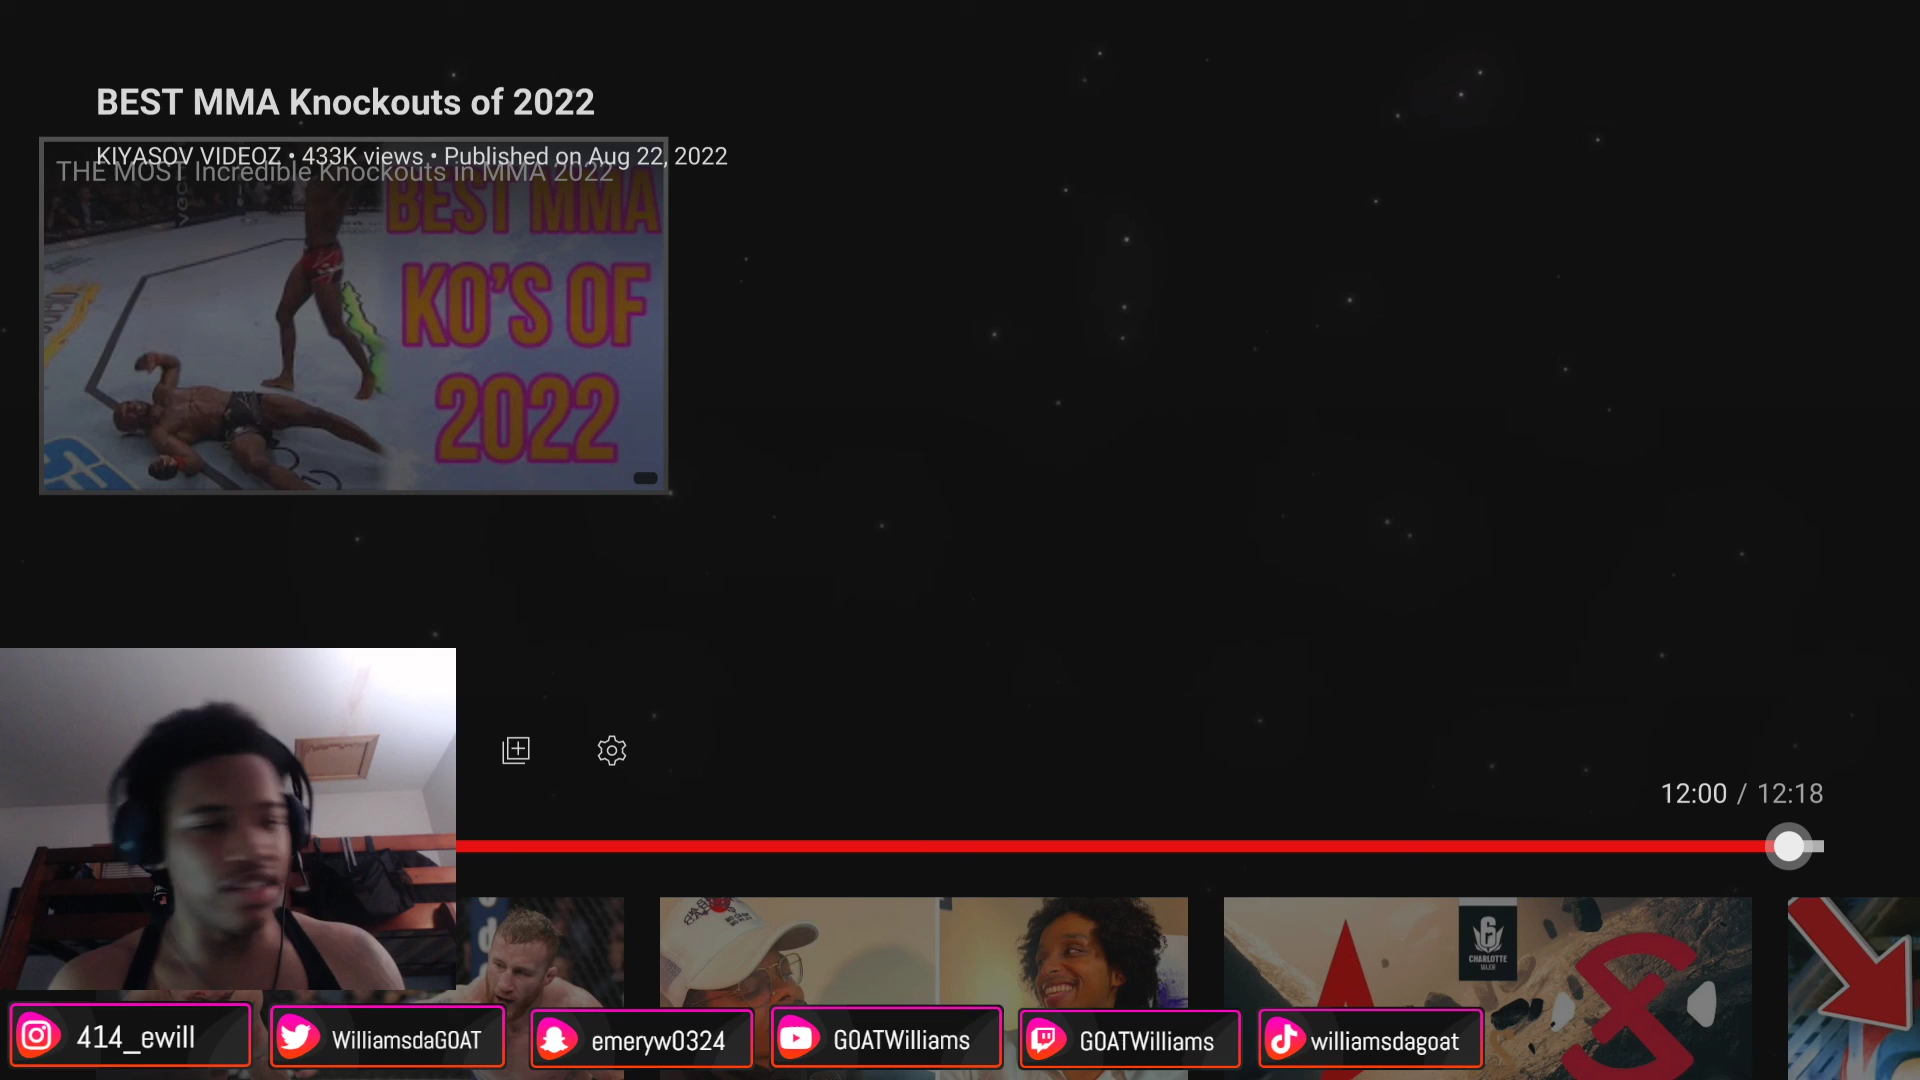 BEST MMA Knockouts of 2022
KIYASOV VIDEOZ • 433K views • Published on Aug 22, 2022
THE MOST Incredible Knockouts in MMA 2022
BEST MMA
KO'S OF
2022
12:00 / 12:18
CHARLOTTE
414_ewill
WilliamsdaGOAT
emeryw0324
GOATWilliams
GOATWilliams
williamsdagoat